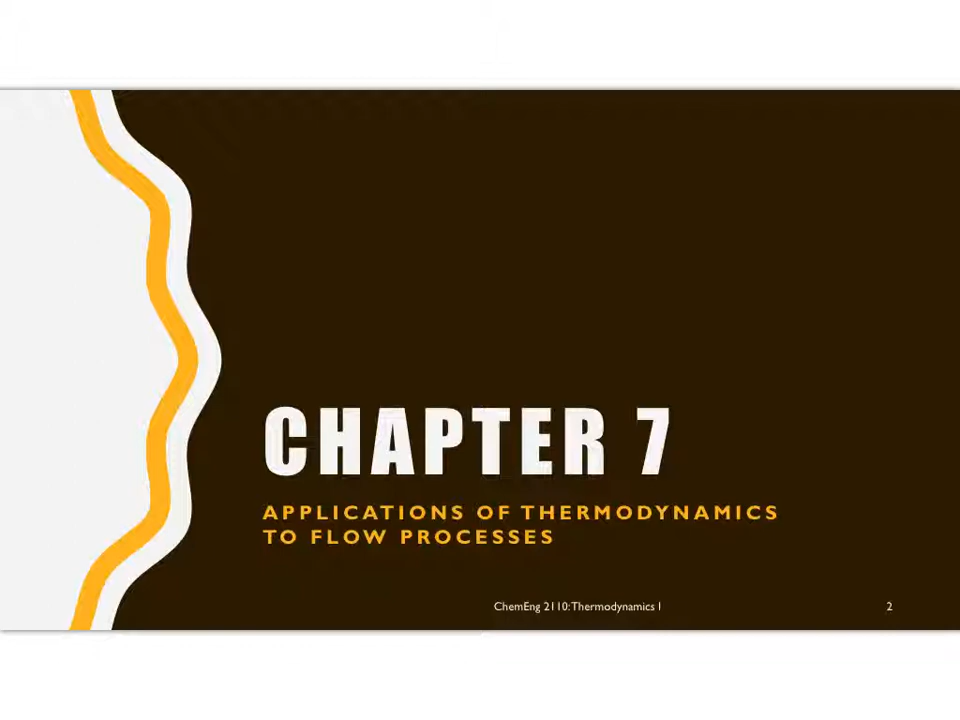 CHAPTER 7
APPLICATIONS OF THERMODYNAMICS
TO FLOW PROCESSES
ChemEng 2110: Thermodynamics I
2